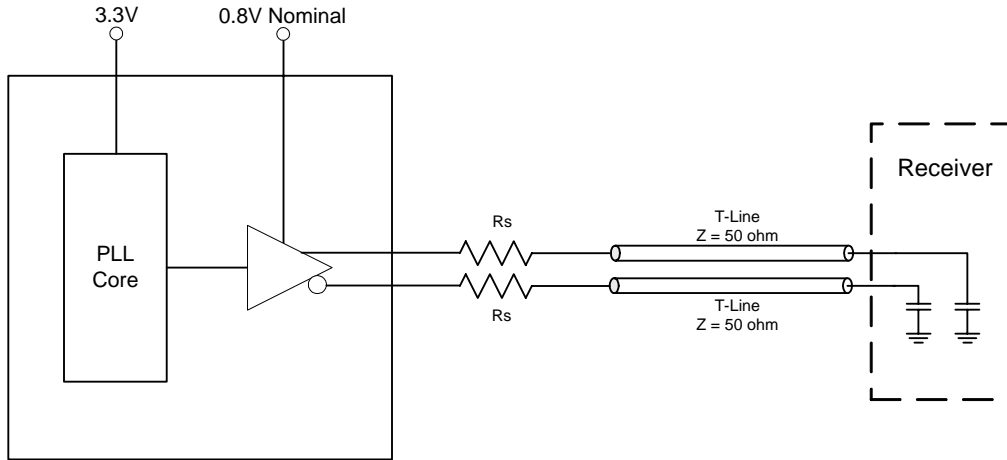 3.3V
0.8V Nominal
Receiver
PLL
Core
Rs
Rs
T-Line
Z = 50 ohm
T-Line
Z = 50 ohm